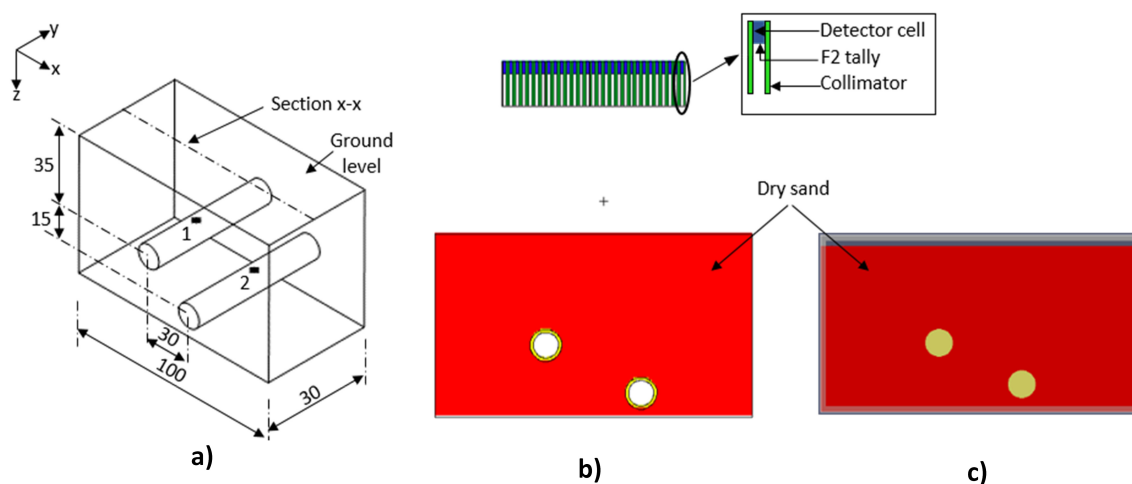 y
x
z
Section x-x
Ground
level
35
15
1
2
30
100
30
a)
Detector cell
F2 tally
Collimator
Dry sand
b)
c)